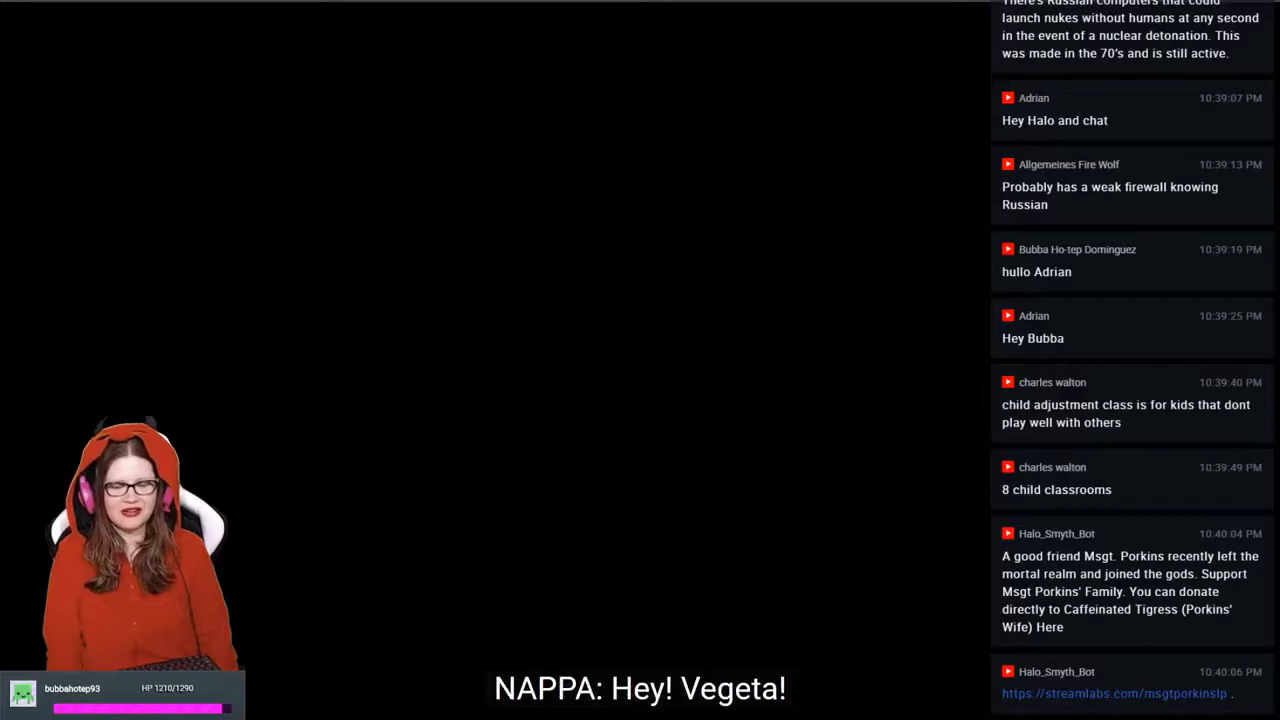 There's Russian computers that could
launch nukes without humans at any second
in the event of a nuclear detonation. This
was made in the 70's and is still active.
Adrian 10:39:07 PM
Hey Halo and chat
Allgemeines Fire Wolf 10:39:13 PM
Probably has a weak firewall knowing
Russian
Bubba Ho-tep Dominguez 10:39:19 PM
hullo Adrian
Adrian 10:39:25 PM
Hey Bubba
charles walton 10:39:40 PM
child adjustment class is for kids that dont
play well with others
charles walton 10:39:49 PM
8 child classrooms
Halo_Smyth_Bot 10:40:04 PM
A good friend Msgt. Porkins recently left the
mortal realm and joined the gods. Support
Msgt Porkins' Family. You can donate
directly to Caffeinated Tigress (Porkins'
Wife) Here
Halo_Smyth_Bot 10:40:06 PM
https://streamlabs.com/msgtporkinslp .
bubbahotep93 HP 1210/1290
NAPPA: Hey! Vegeta!